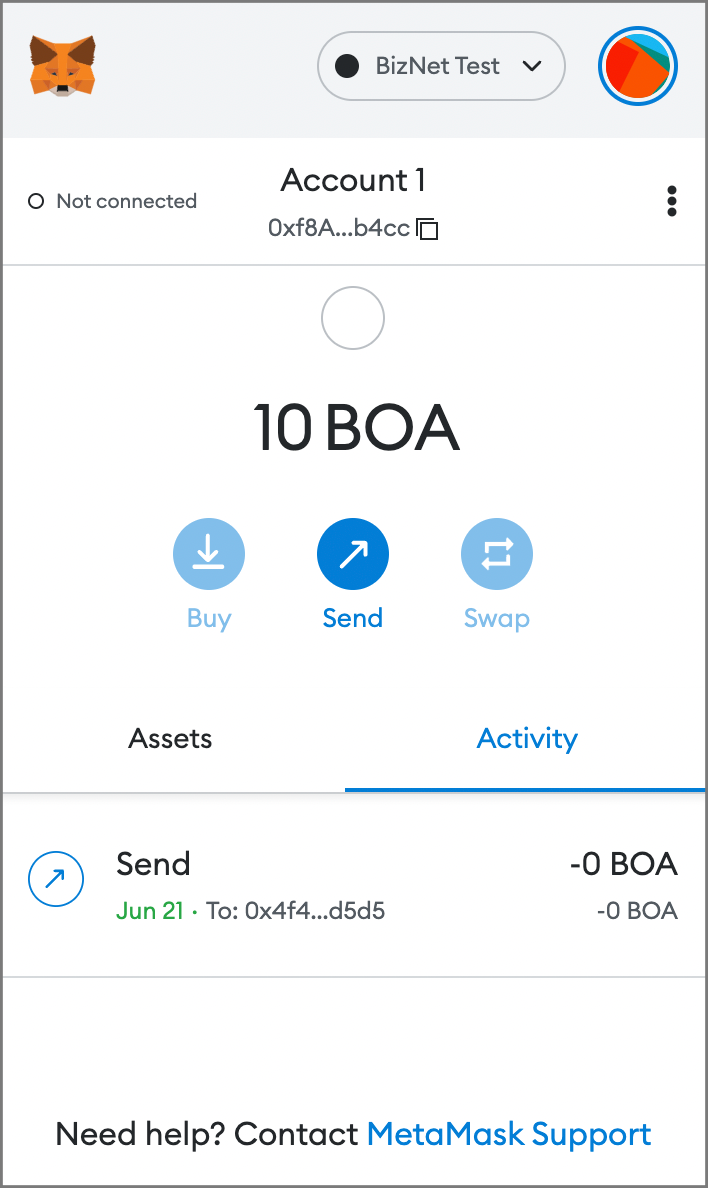 BizNet Test
Account 1
Not connected
0xf8A...b4cc
10 BOA
Buy Send Swap
Assets Activity
Send -0 BOA
Jun 21 · To: 0x4f4...d5d5 -0 BOA
Need help? Contact MetaMask Support